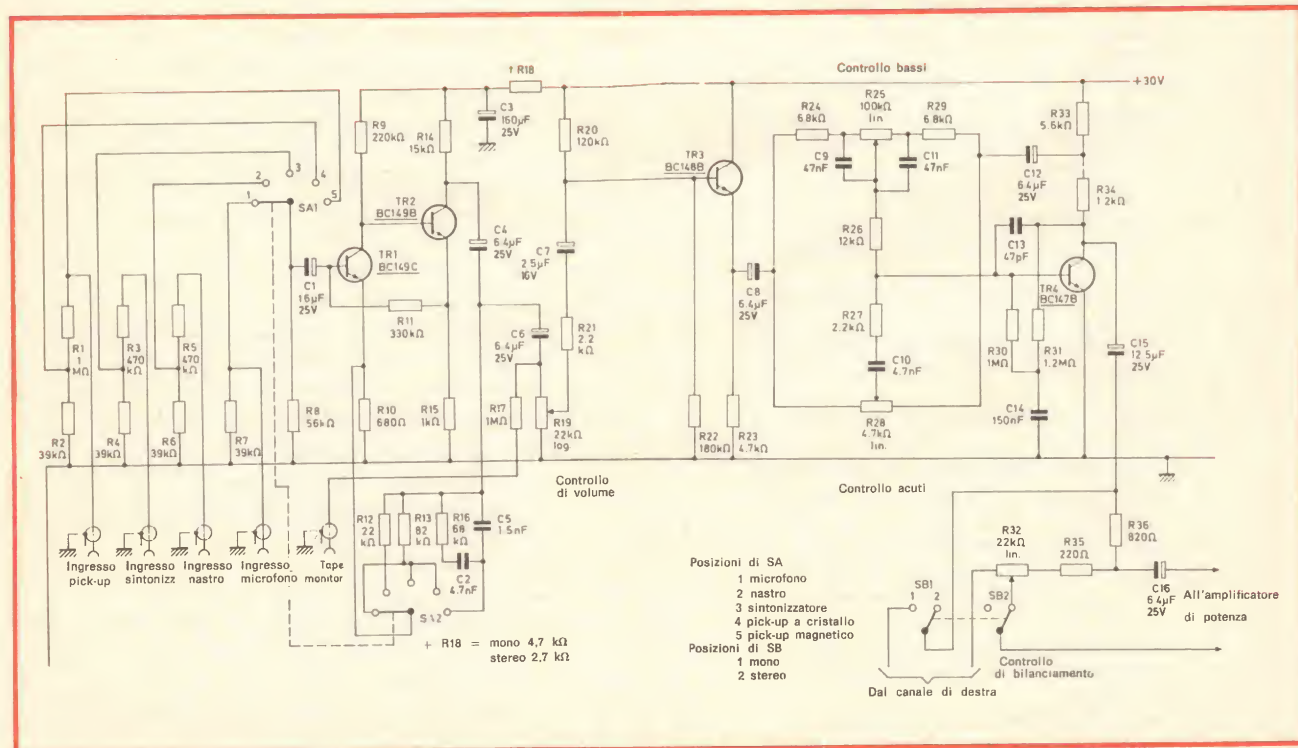 Controllo bassi
† R18
+30V
C3
160µF
25V
R9
220kΩ
R14
15kΩ
R20
120kΩ
R24
6.8kΩ
R25
100kΩ
lin.
R29
6.8kΩ
R33
5.6kΩ
TR3
BC148B
C9
47nF
C11
47nF
C12
6.4µF
25V
R34
1.2kΩ
1
2
3
4
5
SA1
TR2
BC149B
TR1
BC149C
C1
16µF
25V
C4
6.4µF
25V
C7
2.5µF
16V
R26
12kΩ
C13
47pF
TR4
BC147B
C8
6.4µF
25V
R11
330kΩ
C6
6.4µF
25V
R21
2.2
kΩ
R27
2.2kΩ
C10
4.7nF
R30
1MΩ
R31
1.2MΩ
C15
12.5µF
25V
R1
1
MΩ
R3
470
kΩ
R5
470
kΩ
R2
39kΩ
R4
39kΩ
R6
39kΩ
R7
39kΩ
R8
56kΩ
R10
680Ω
R15
1kΩ
R17
1MΩ
R19
22kΩ
log.
R22
180kΩ
R23
4.7kΩ
R28
4.7kΩ
lin.
C14
150nF
Controllo
di volume
Controllo acuti
Ingresso
pick-up
Ingresso
sintonizz
Ingresso
nastro
Ingresso
microfono
Tape
monitor
R12
22
kΩ
R13
82
kΩ
R16
68
kΩ
C5
1.5nF
C2
4.7nF
SA2
+ R18 = mono 4,7 kΩ
stereo 2,7 kΩ
Posizioni di SA
1 microfono
2 nastro
3 sintonizzatore
4 pick-up a cristallo
5 pick-up magnetico
Posizioni di SB
1 mono
2 stereo
R32
22kΩ
lin.
R35
220Ω
R36
820Ω
SB1
1
2
SB2
C16
6.4µF
25V
All'amplificatore
di potenza
Controllo
di bilanciamento
Dal canale di destra